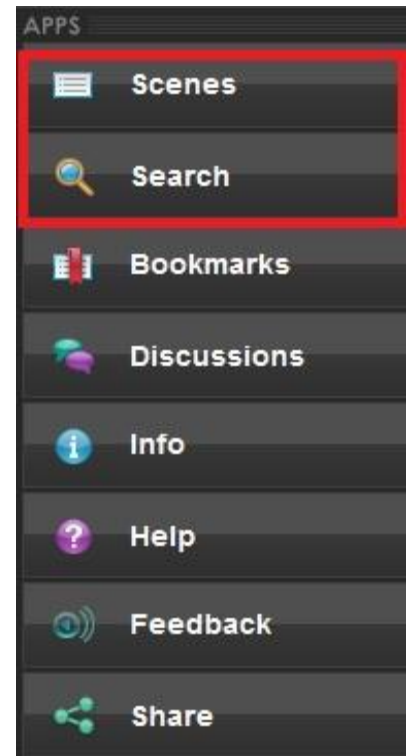 APPS
Scenes
Search
Bookmarks
Discussions
Info
Help
Feedback
Share